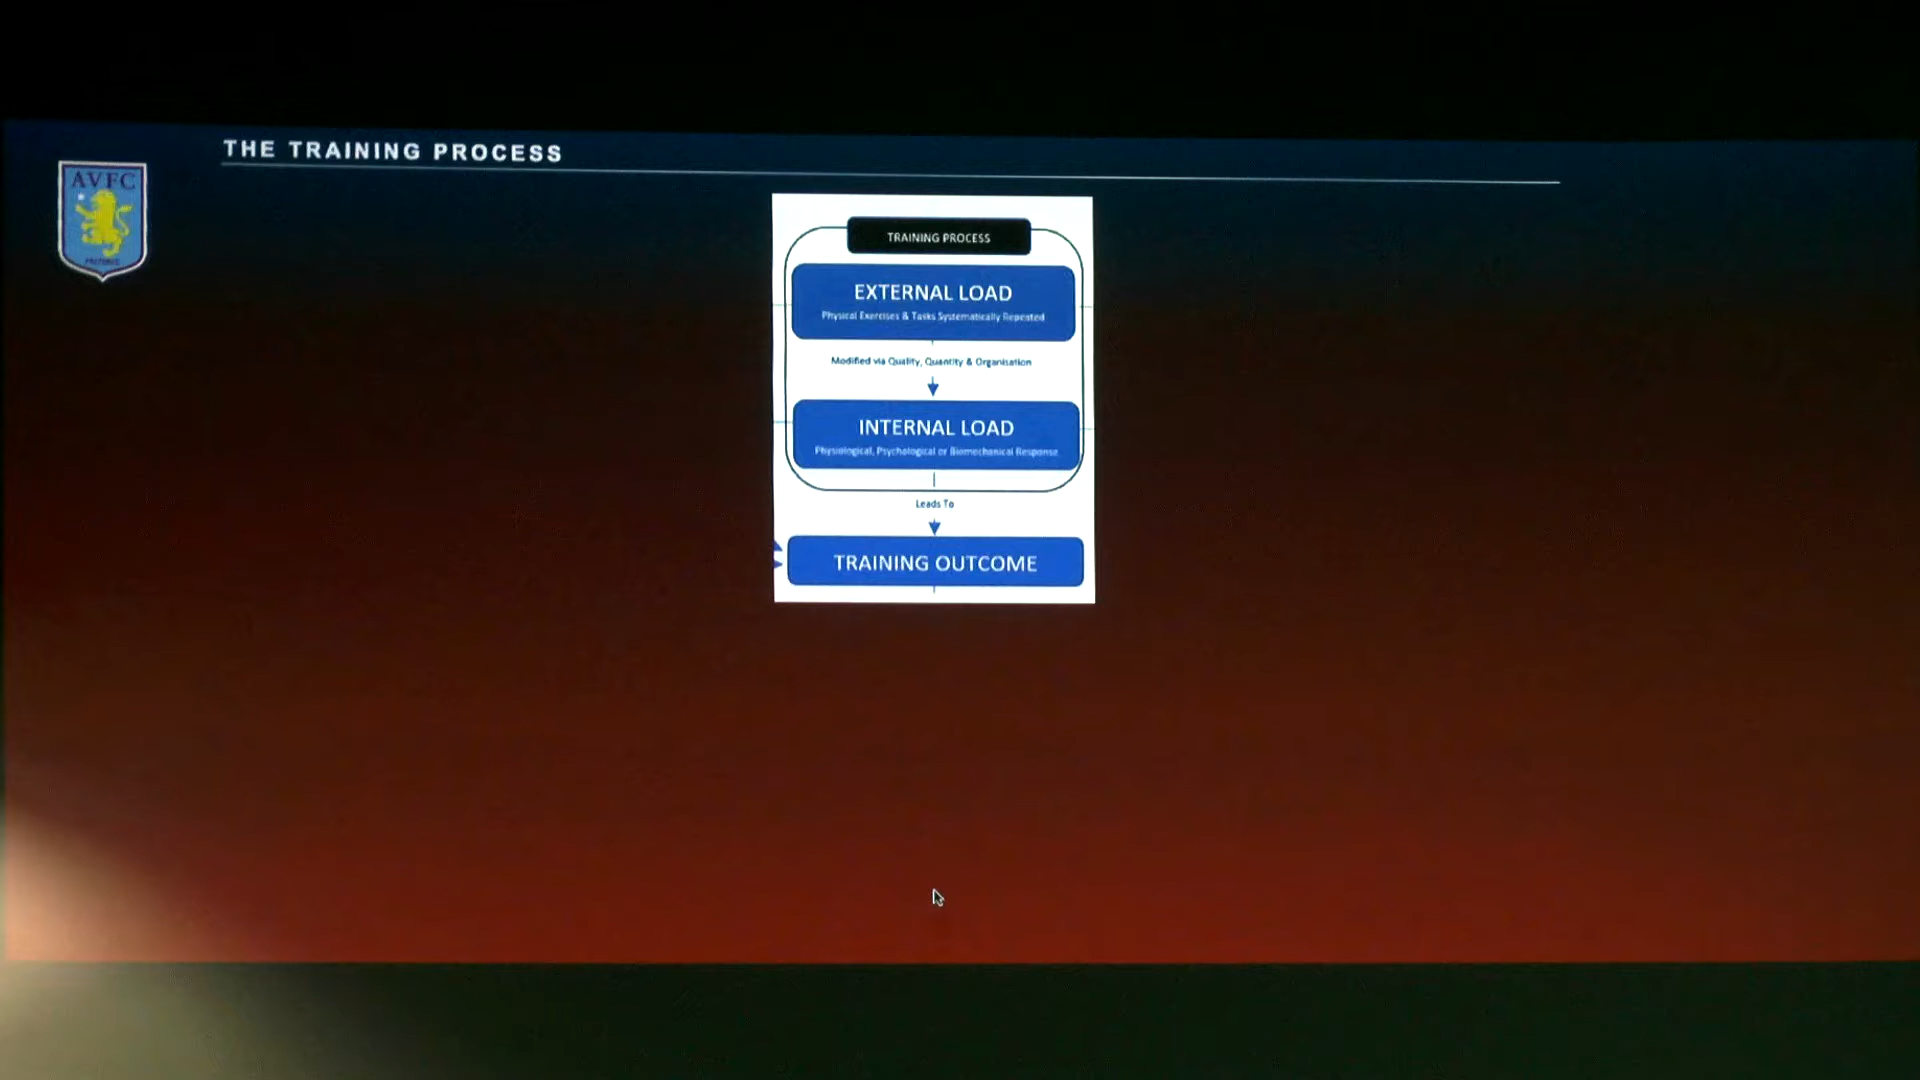 THE TRAINING PROCESS
AVFC
TRAINING PROCESS
EXTERNAL LOAD
Physical Exercises & Tasks Systematically Repeated
Modified via Quality, Quantity & Organisation
INTERNAL LOAD
Physiological, Psychological or Biomechanical Response
Leads To
TRAINING OUTCOME